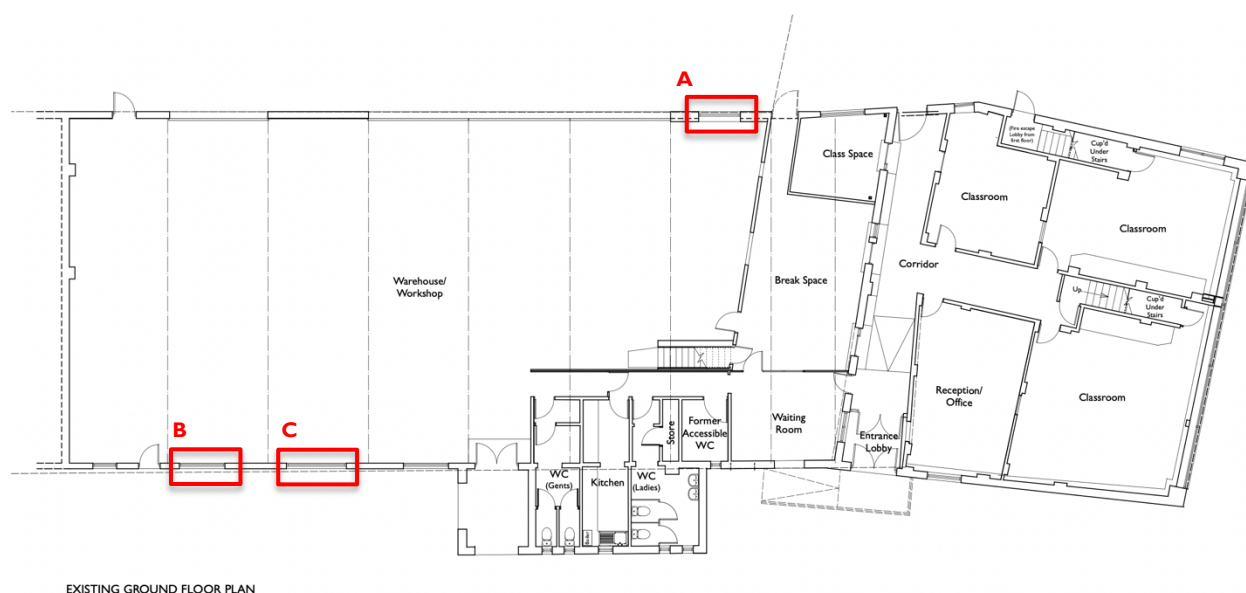 A
(Fire escape
Lobby from
first floor)
Cup'd
Under
Stairs
Class Space
Classroom
Classroom
Corridor
Warehouse/
Workshop
Break Space
Up
Cup'd
Under
Stairs
Reception/
Office
Classroom
Waiting
Room
Former
Accessible
WC
Store
Entrance
Lobby
B
C
WC
(Gents)
Kitchen
WC
(Ladies)
Boiler
EXISTING GROUND FLOOR PLAN